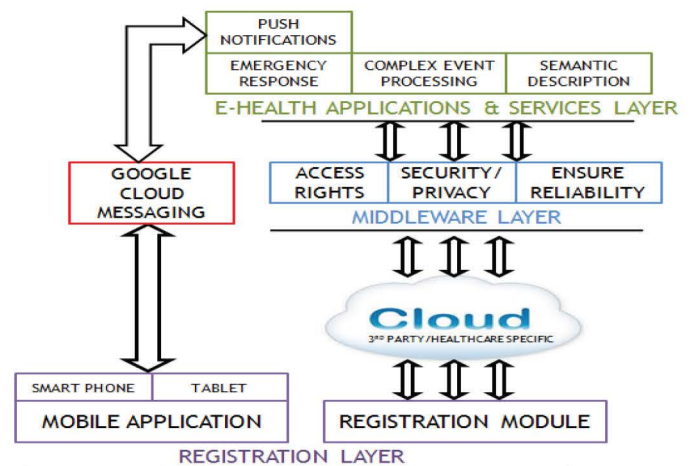 PUSH
NOTIFICATIONS
EMERGENCY
RESPONSE
COMPLEX EVENT
PROCESSING
SEMANTIC
DESCRIPTION
E-HEALTH APPLICATIONS & SERVICES LAYER
GOOGLE
CLOUD
MESSAGING
ACCESS
RIGHTS
SECURITY/
PRIVACY
ENSURE
RELIABILITY
MIDDLEWARE LAYER
Cloud
3RD PARTY/HEALTHCARE SPECIFIC
SMART PHONE
TABLET
MOBILE APPLICATION
REGISTRATION MODULE
REGISTRATION LAYER